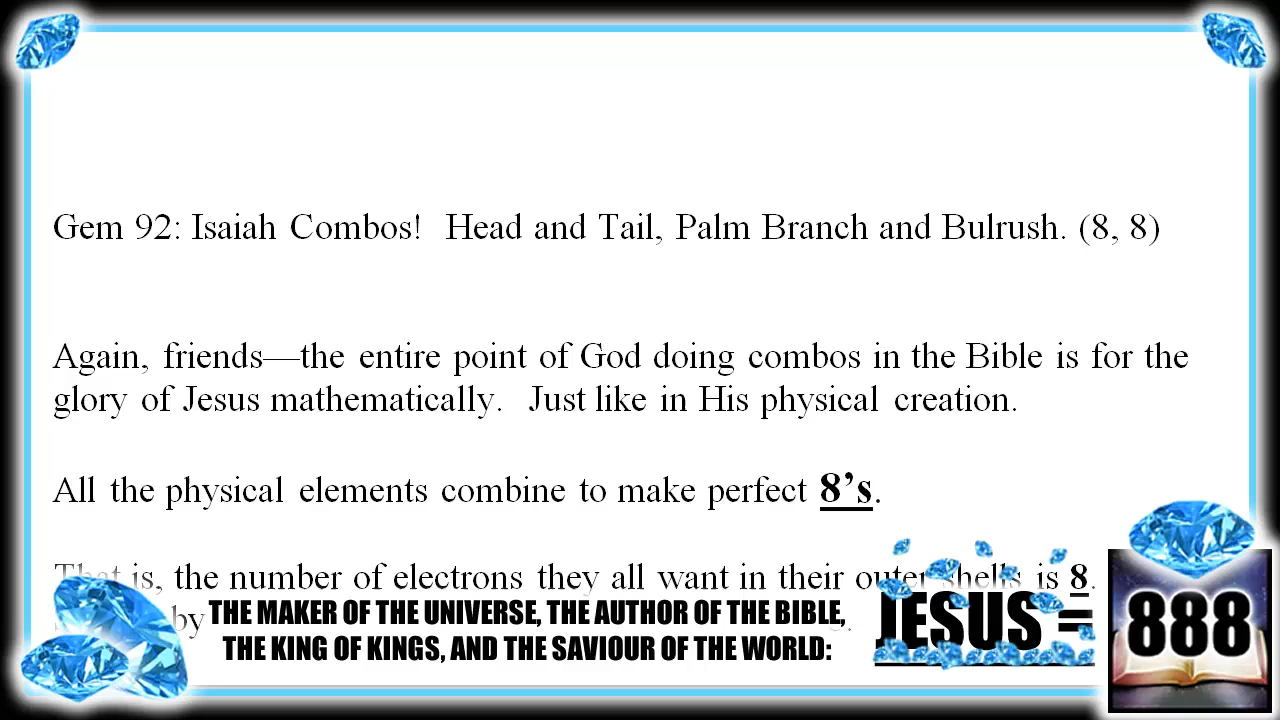 Gem 92: Isaiah Combos!  Head and Tail, Palm Branch and Bulrush. (8, 8)
Again, friends—the entire point of God doing combos in the Bible is for the
glory of Jesus mathematically.  Just like in His physical creation.
All the physical elements combine to make perfect 8’s.
That is, the number of electrons they all want in their outer shells is 8.
by
THE MAKER OF THE UNIVERSE, THE AUTHOR OF THE BIBLE,
THE KING OF KINGS, AND THE SAVIOUR OF THE WORLD:
JESUS = 888